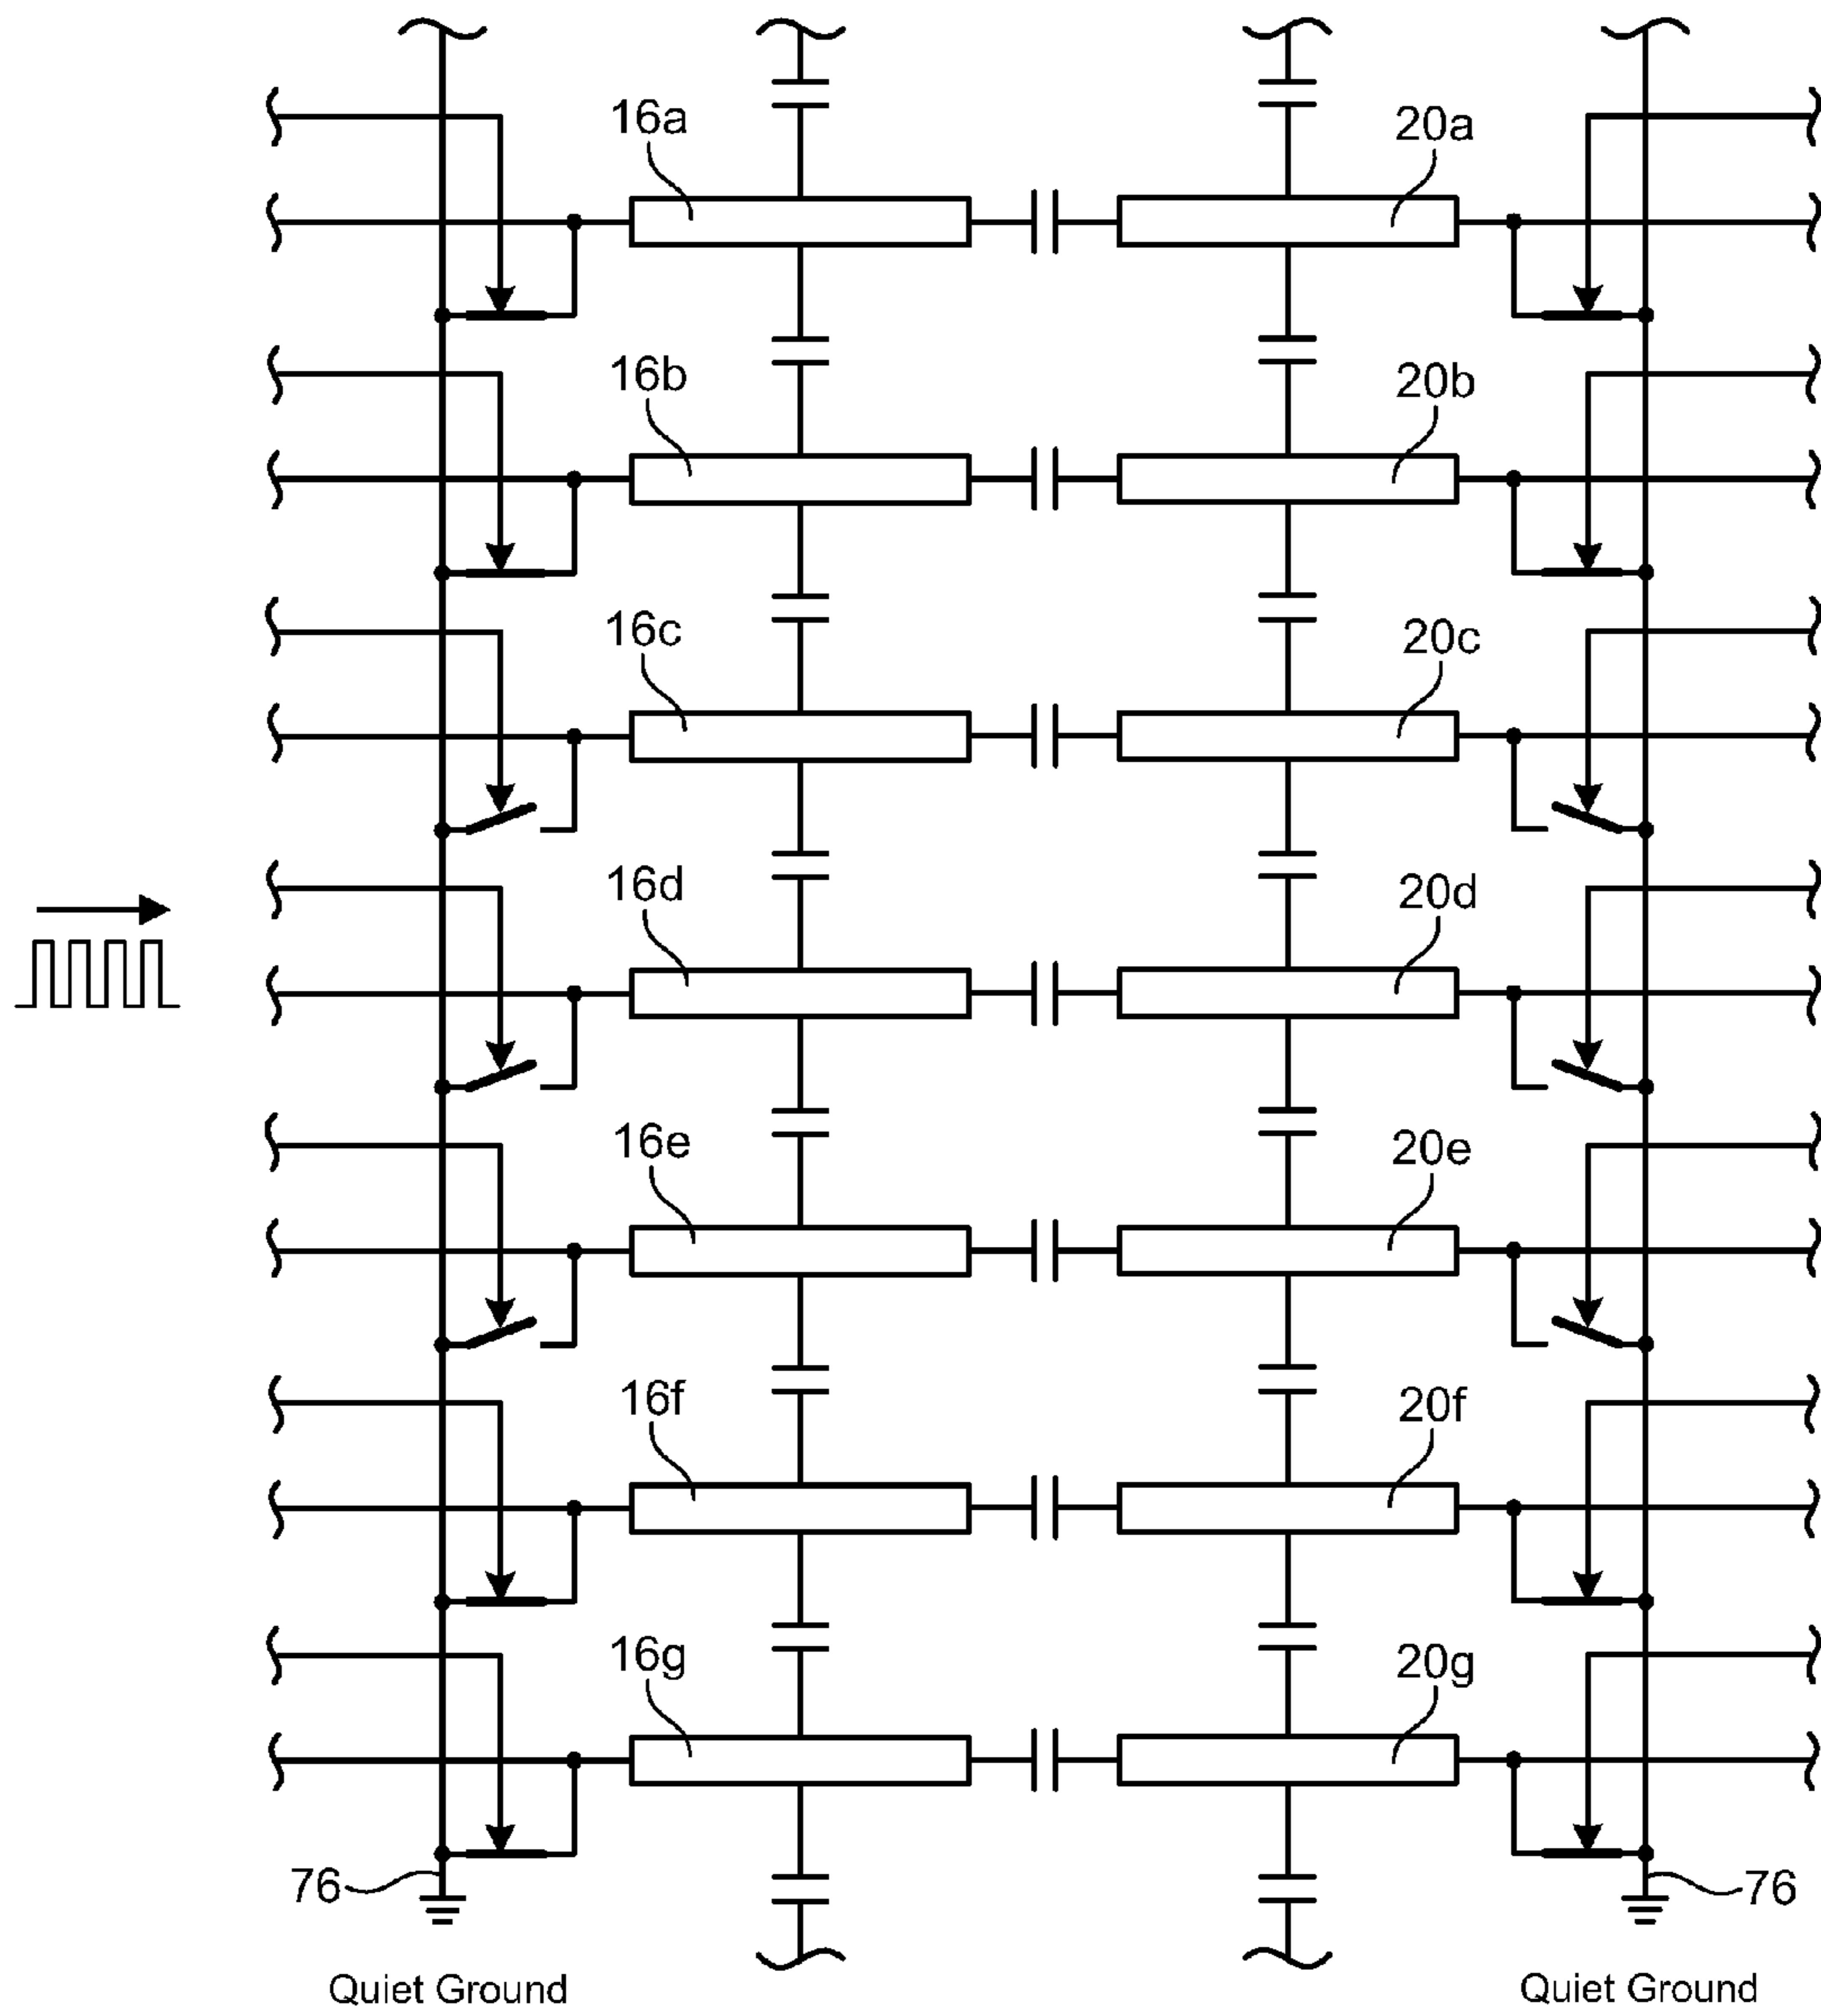 16a
20a
16b
20b
16c
20c
16d
20d
16e
20e
16f
20f
16g
20g
76
76
Quiet Ground
Quiet Ground